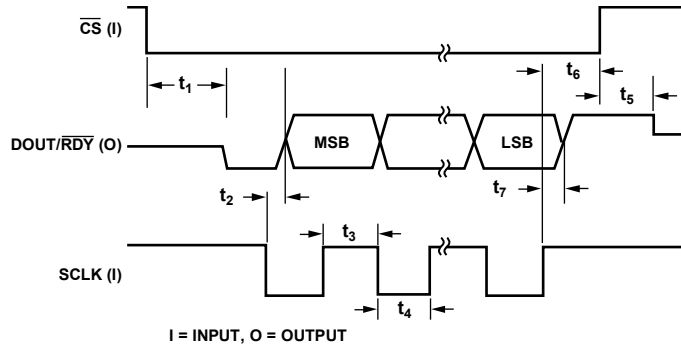 CS (I)
t6
t1
t5
DOUT/RDY (O)
MSB
LSB
t2
t7
t3
SCLK (I)
t4
I = INPUT, O = OUTPUT